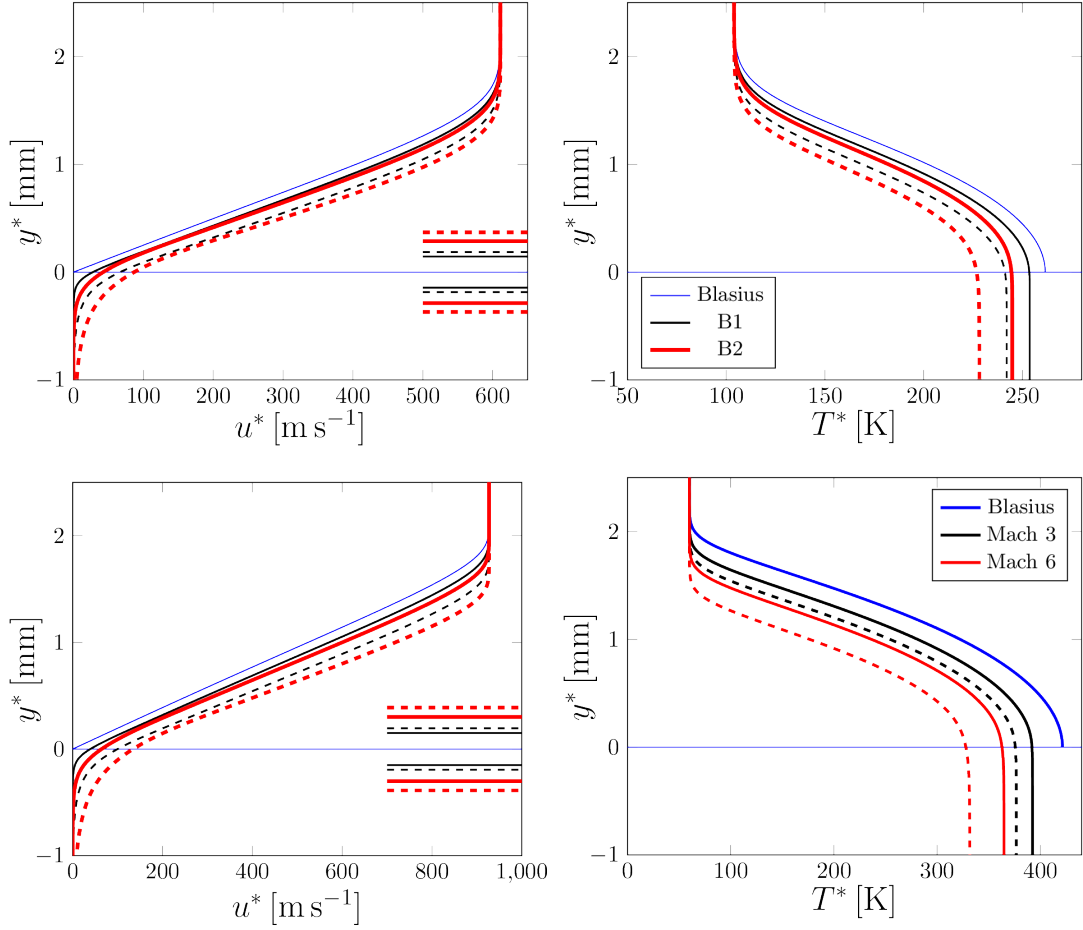 2
1
0
−1
y* [mm]
0 100 200 300 400 500 600
u* [m s⁻¹]
2
1
0
−1
y* [mm]
Blasius
B1
B2
50 100 150 200 250
T* [K]
2
1
0
−1
y* [mm]
0 200 400 600 800 1,000
u* [m s⁻¹]
Blasius
Mach 3
Mach 6
2
1
0
−1
y* [mm]
0 100 200 300 400
T* [K]